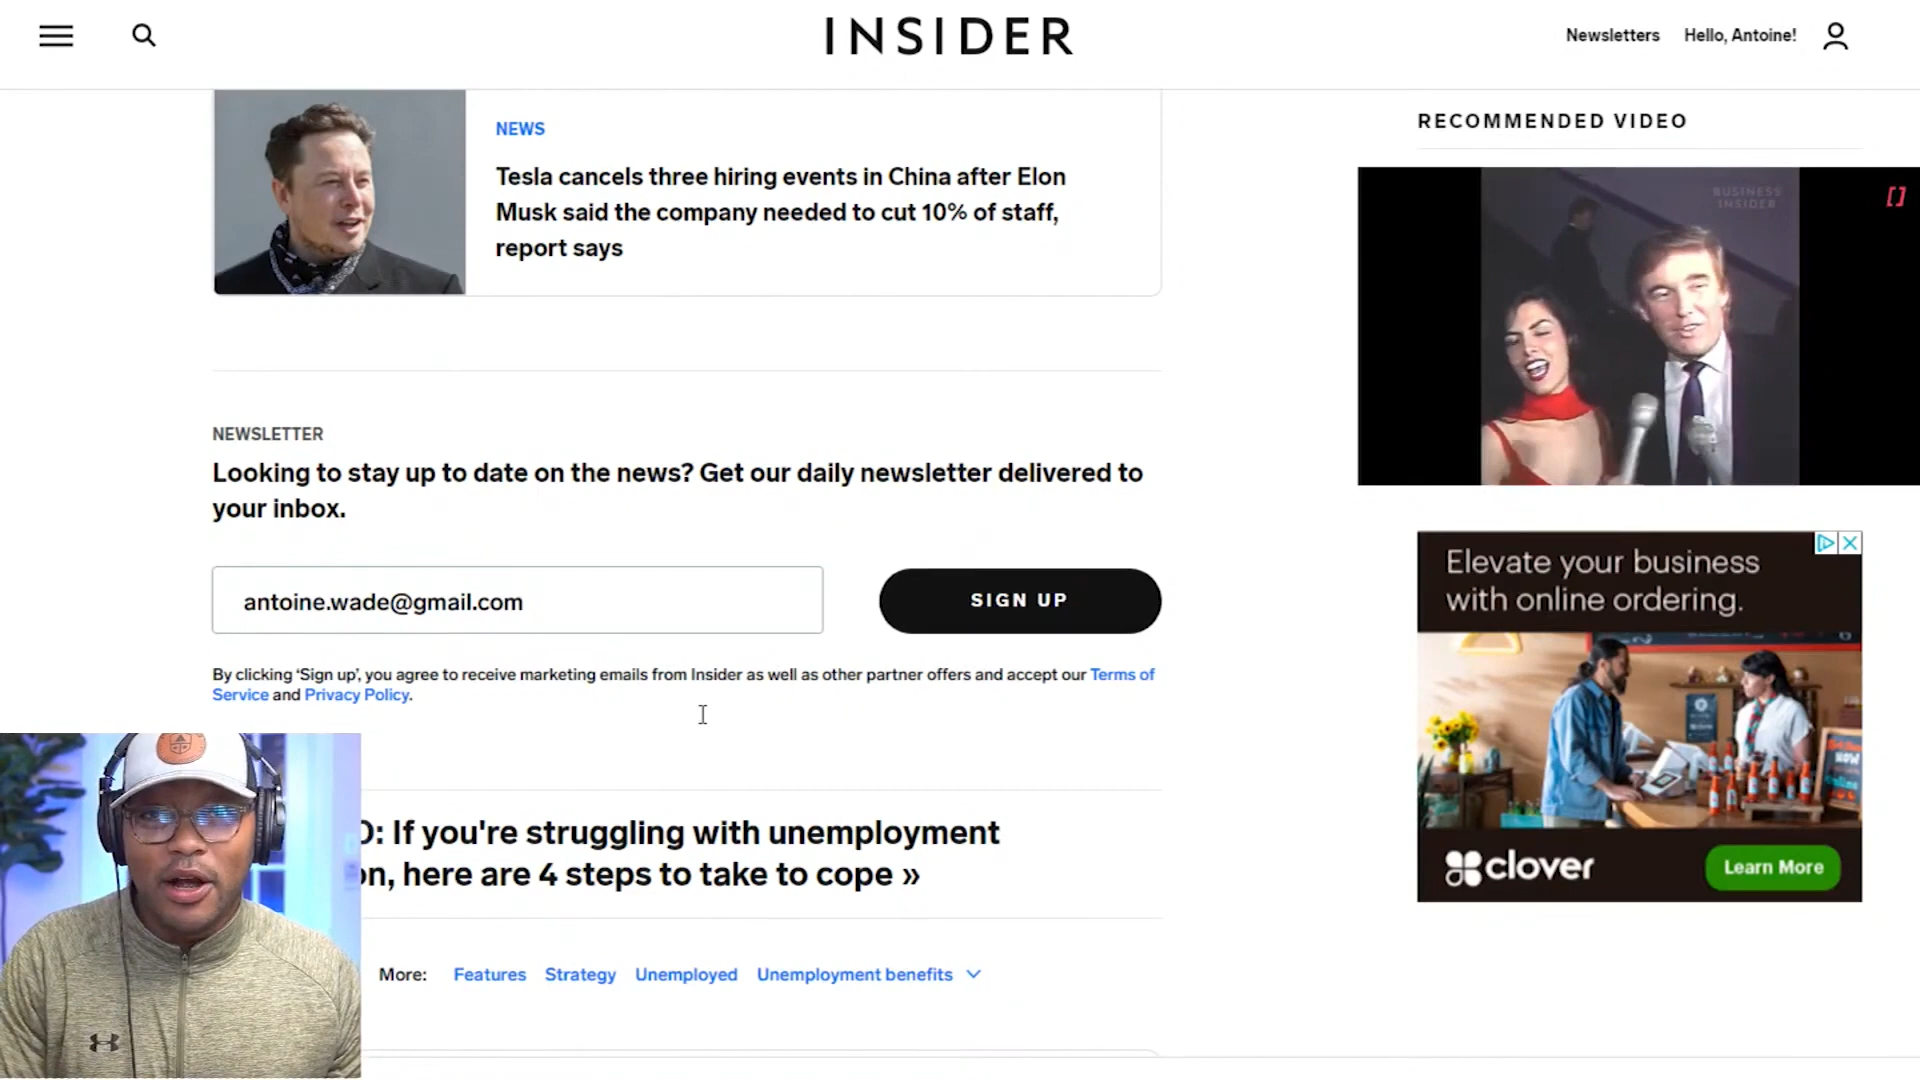 INSIDER
Newsletters
Hello, Antoine!
NEWS
Tesla cancels three hiring events in China after Elon
Musk said the company needed to cut 10% of staff,
report says
RECOMMENDED VIDEO
BUSINESS
INSIDER
NEWSLETTER
Looking to stay up to date on the news? Get our daily newsletter delivered to
your inbox.
antoine.wade@gmail.com
SIGN UP
By clicking ‘Sign up’, you agree to receive marketing emails from Insider as well as other partner offers and accept our Terms of
Service and Privacy Policy.
Elevate your business
with online ordering.
clover
Learn More
: If you're struggling with unemployment
, here are 4 steps to take to cope »
More: Features Strategy Unemployed Unemployment benefits